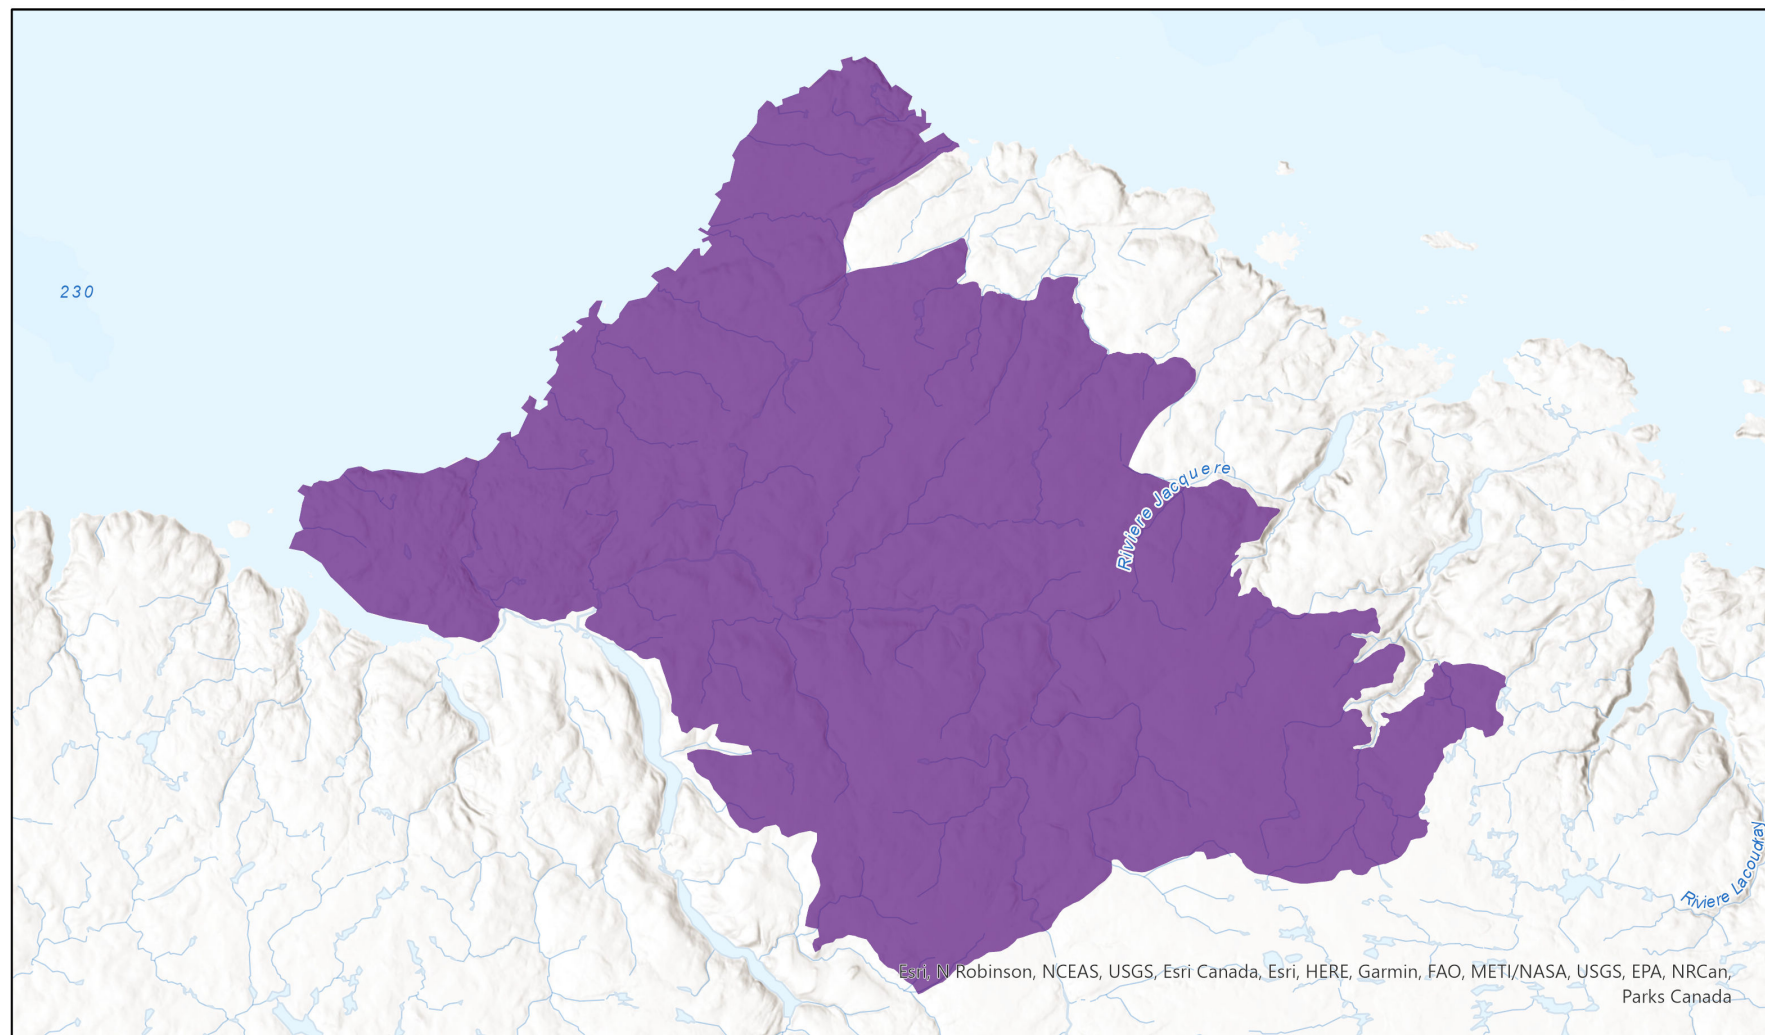 230
Riviere Jacquere
Riviere Lacoudray
Esri, N Robinson, NCEAS, USGS, Esri Canada, Esri, HERE, Garmin, FAO, METI/NASA, USGS, EPA, NRCan,
Parks Canada